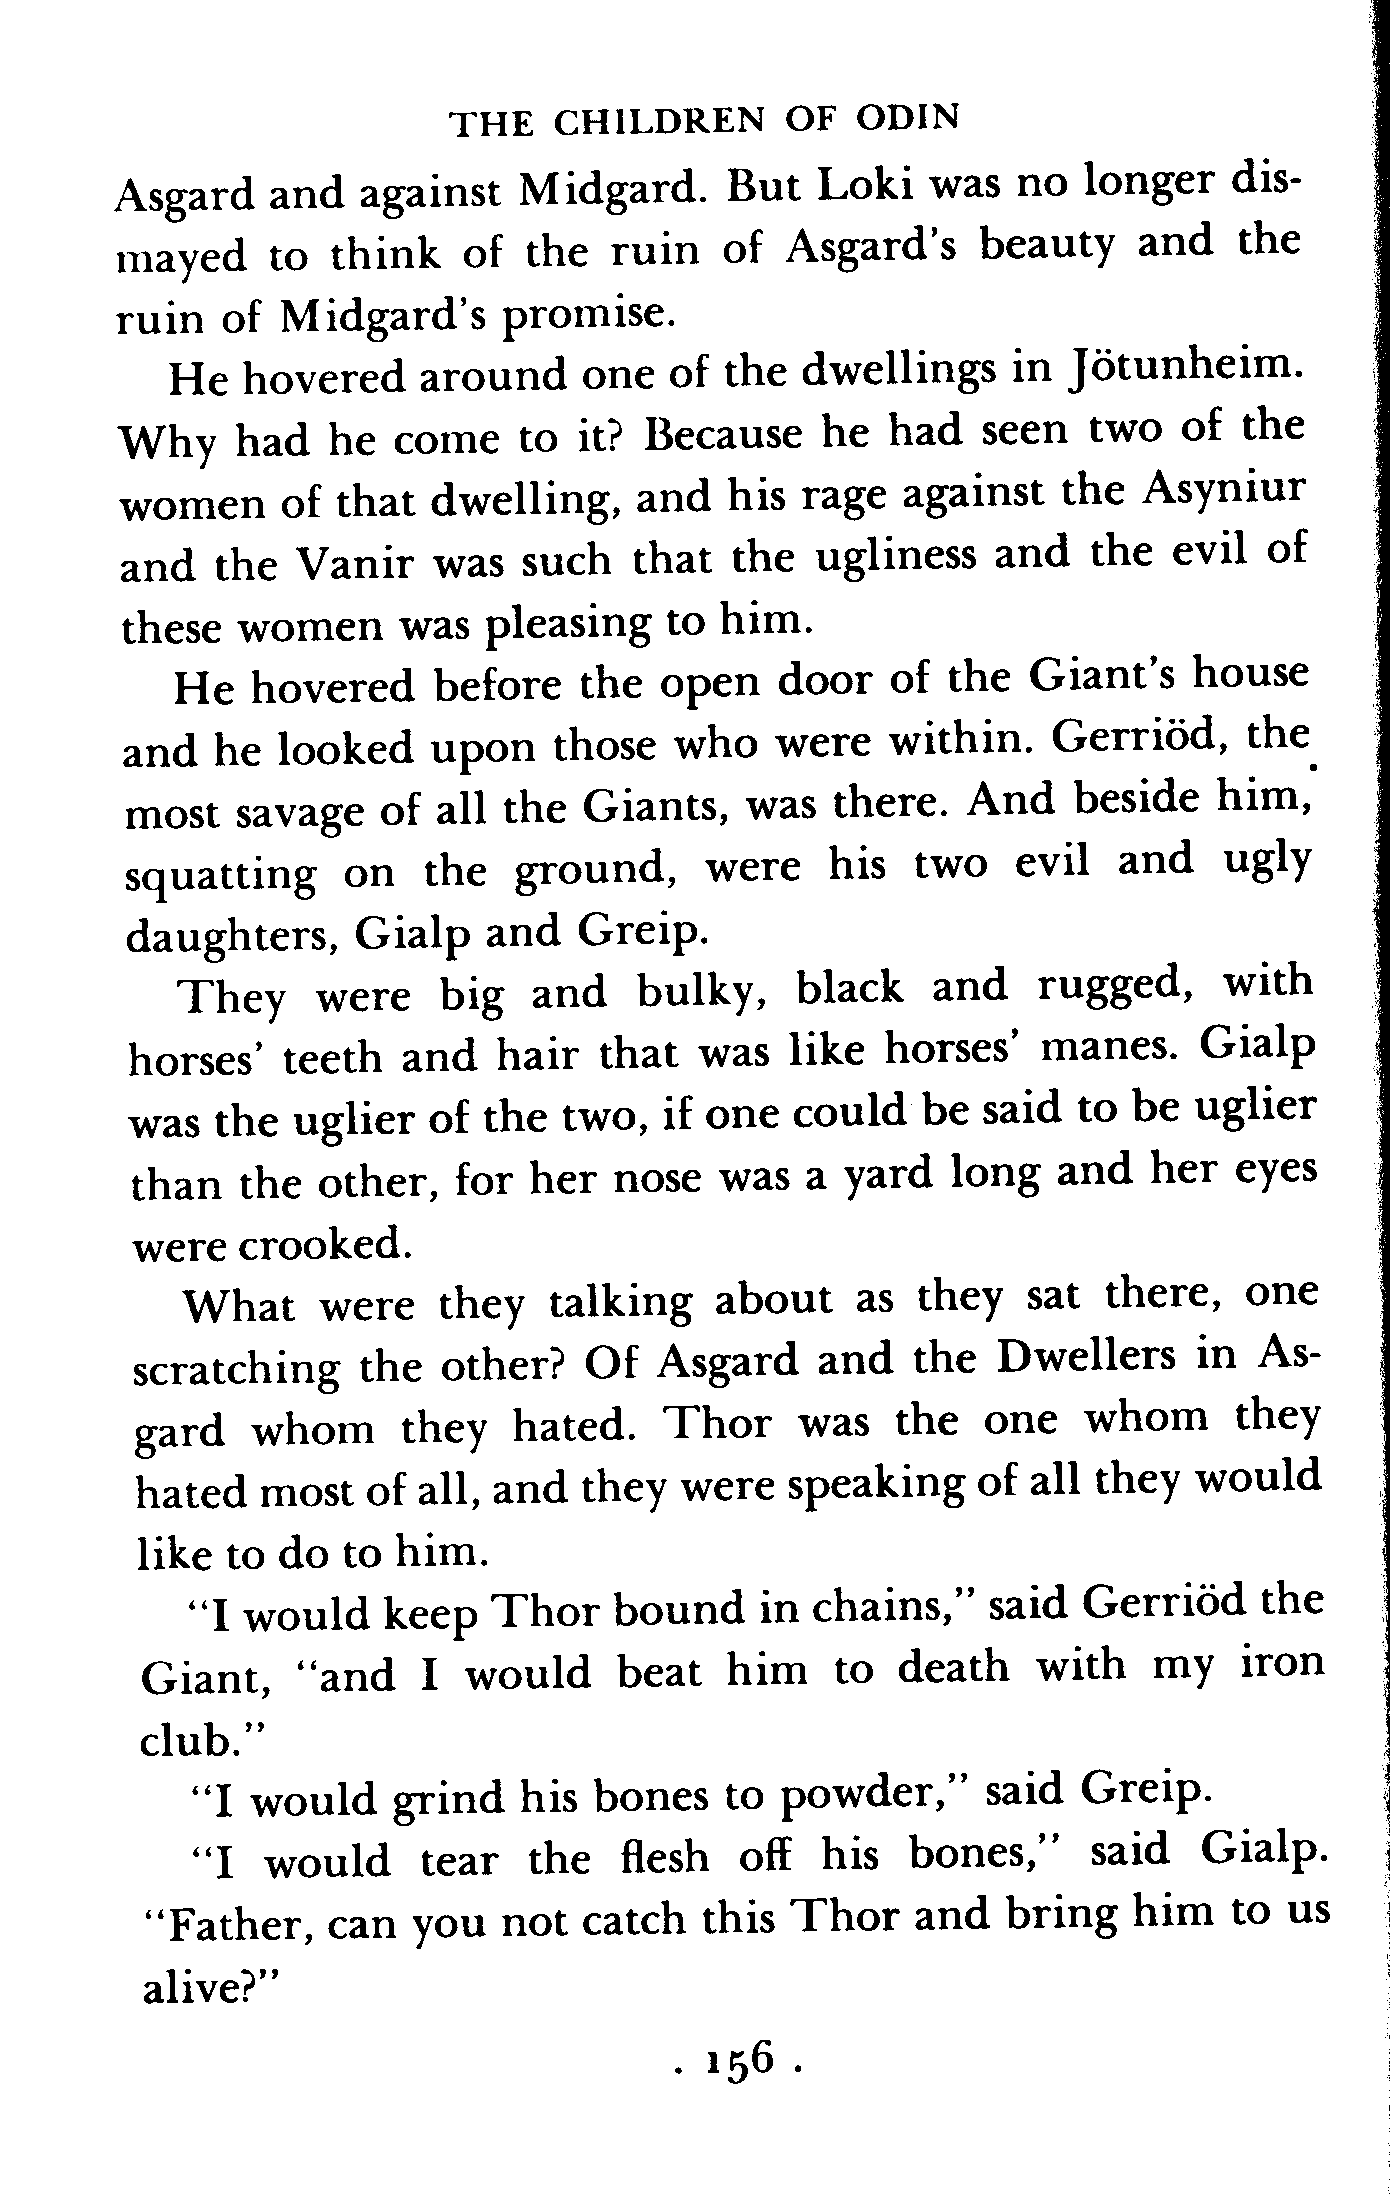 THE CHILDREN OF ODIN
Asgard and against Midgard. But Loki was no longer dis-
mayed to think of the ruin of Asgard's beauty and the
ruin of Midgard's promise.
He hovered around one of the dwellings in Jötunheim.
Why had he come to it? Because he had seen two of the
women of that dwelling, and his rage against the Asyniur
and the Vanir was such that the ugliness and the evil of
these women was pleasing to him.
He hovered before the open door of the Giant's house
and he looked upon those who were within. Gerriöd, the
most savage of all the Giants, was there. And beside him,
squatting on the ground, were his two evil and ugly
daughters, Gialp and Greip.
They were big and bulky, black and rugged, with
horses' teeth and hair that was like horses' manes. Gialp
was the uglier of the two, if one could be said to be uglier
than the other, for her nose was a yard long and her eyes
were crooked.
What were they talking about as they sat there, one
scratching the other? Of Asgard and the Dwellers in As-
gard whom they hated. Thor was the one whom they
hated most of all, and they were speaking of all they would
like to do to him.
"I would keep Thor bound in chains," said Gerriöd the
Giant, "and I would beat him to death with my iron
club."
"I would grind his bones to powder," said Greip.
"I would tear the flesh off his bones," said Gialp.
"Father, can you not catch this Thor and bring him to us
alive?"
. 156 .